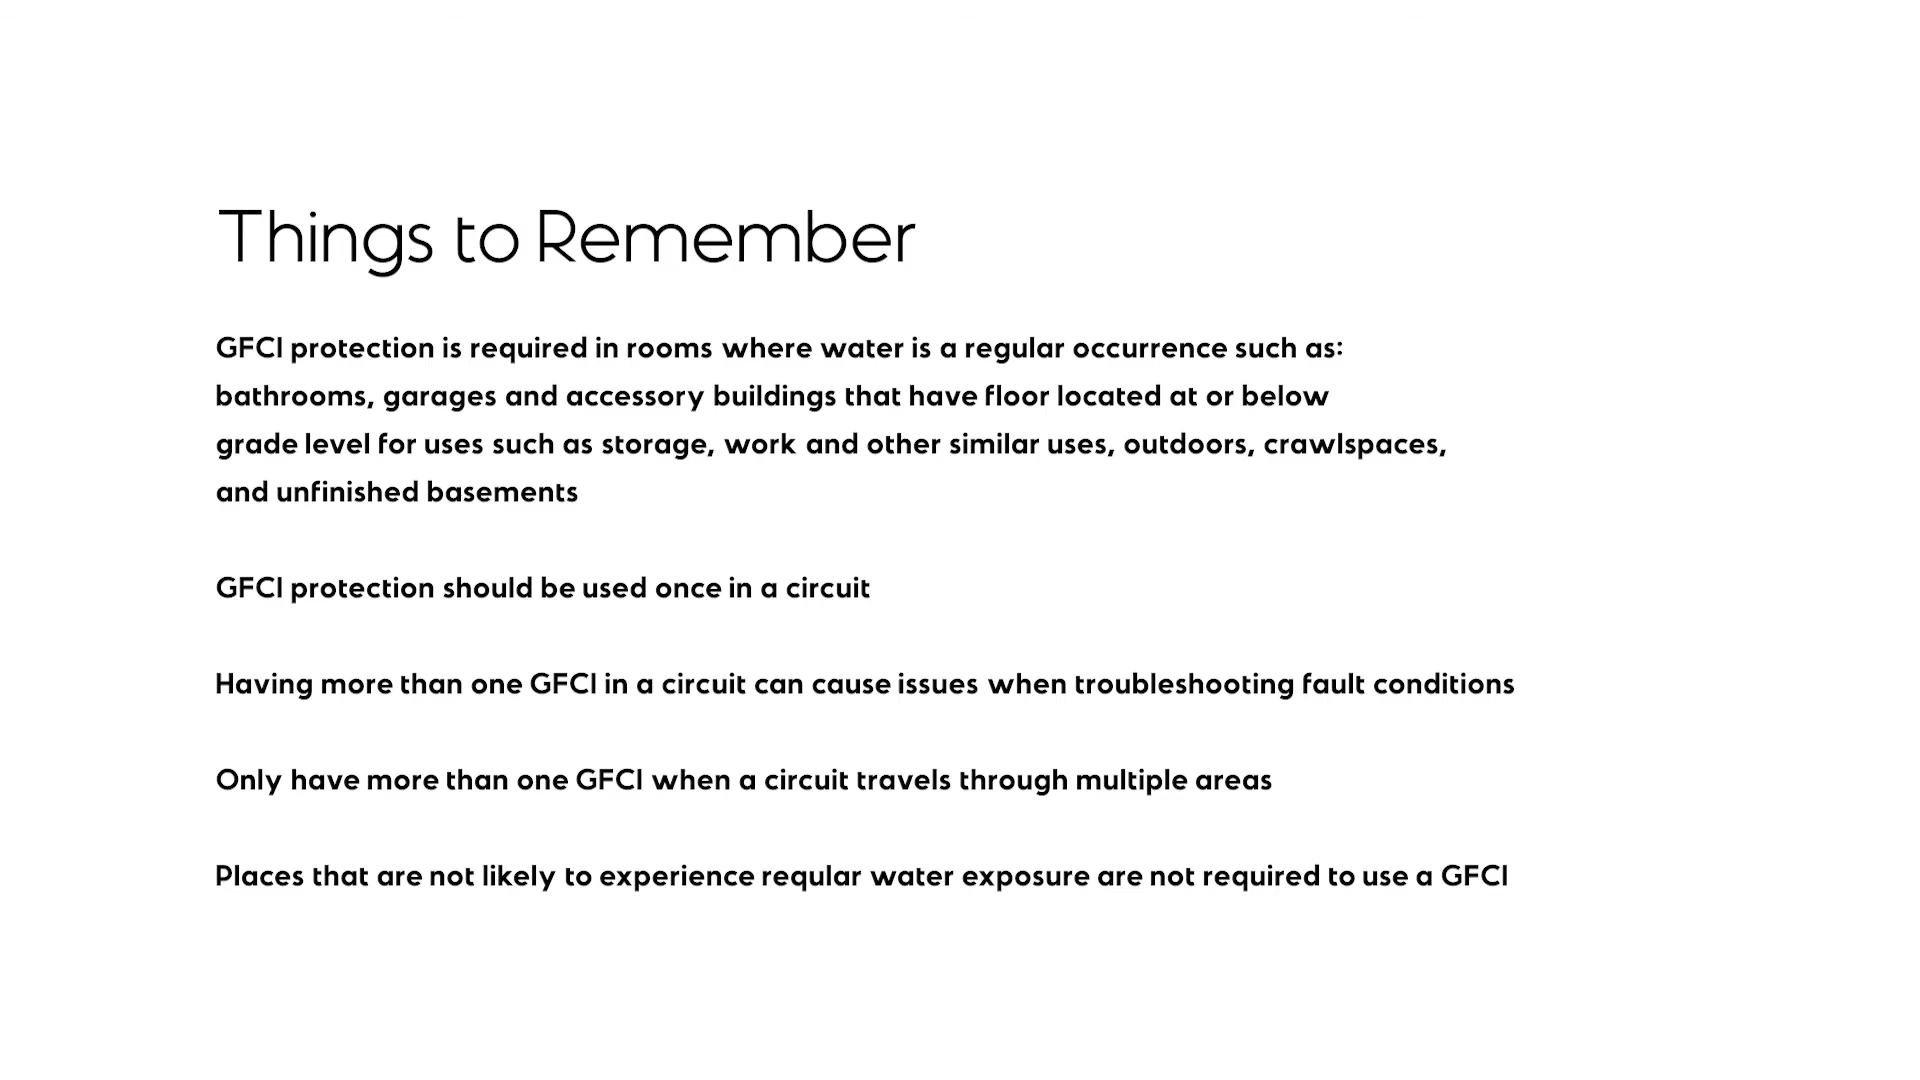 Things to Remember
GFCI protection is required in rooms where water is a regular occurrence such as:
bathrooms, garages and accessory buildings that have floor located at or below
grade level for uses such as storage, work and other similar uses, outdoors, crawlspaces,
and unfinished basements
GFCI protection should be used once in a circuit
Having more than one GFCI in a circuit can cause issues when troubleshooting fault conditions
Only have more than one GFCI when a circuit travels through multiple areas
Places that are not likely to experience reqular water exposure are not required to use a GFCI